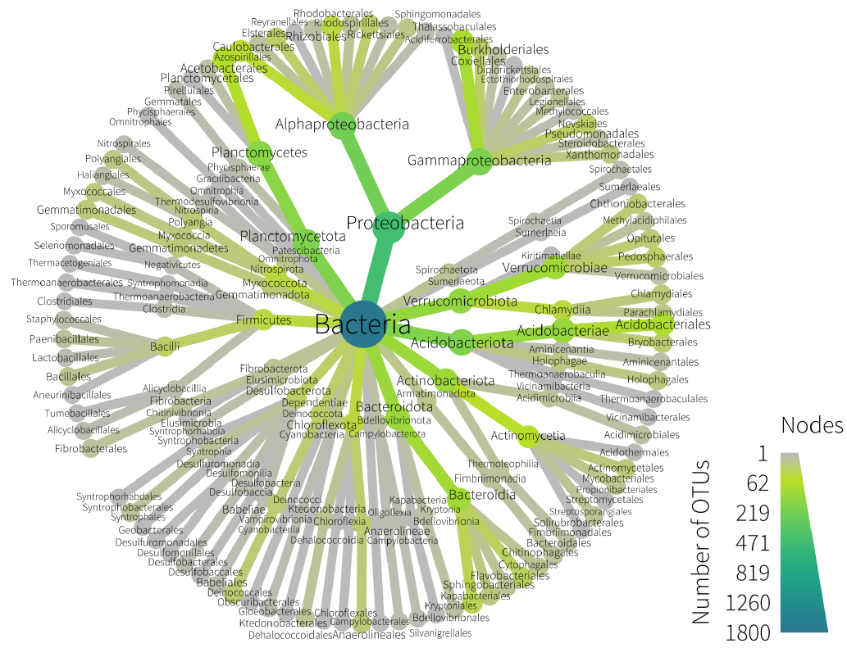 Rhodobacterales
Sphingomonadales
Reyranellales
Rhodospirillales
Thalassobaculales
Elsterales
Rhizobiales
Rickettsiales
Acidiferrobacterales
Caulobacterales
Burkholderiales
Azospirillales
Coxiellales
Acetobacterales
Diplorickettsiales
Planctomycetales
Ectothiorhodospirales
Pirellulales
Enterobacterales
Gemmatales
Legionellales
Phycisphaerales
Methylococcales
Omnitrophales
Alphaproteobacteria
Nevskiales
Pseudomonadales
Nitrospirales
Steroidobacterales
Planctomycetes
Gammaproteobacteria
Xanthomonadales
Polyangiales
Phycisphaerae
Spirochaetales
Haliangiales
Gracilibacteria
Sumerlaeales
Myxococcales
Omnitrophia
Thermodesulfovibrionia
Chthoniobacterales
Gemmatimonadales
Nitrospiria
Methylacidiphilales
Sporomusales
Polyangia
Proteobacteria
Spirochaetia
Myxococcia
Planctomycetota
Sumerlaeia
Opitutales
Selenomonadales
Gemmatimonadetes
Patescibacteria
Kiritimatiellae
Pedosphaerales
Thermacetogeniales
Negativicutes
Omnitrophota
Nitrospirota
Spirochaetota
Verrucomicrobiae
Verrucomicrobiales
Thermoanaerobacterales
Syntrophomonadia
Myxococcota
Sumerlaeota
Clostridiales
Thermoanaerobacteria
Gemmatimonadota
Verrucomicrobiota
Chlamydiales
Clostridia
Chlamydiia
Parachlamydiales
Staphylococcales
Firmicutes
Bacteria
Acidobacteriae
Acidobacteriales
Paenibacillales
Bacilli
Acidobacteriota
Bryobacterales
Lactobacillales
Aminicenantia
Holophagae
Aminicenantales
Bacillales
Fibrobacterota
Thermoanaerobaculia
Holophagales
Aneurinibacillales
Alicyclobacillia
Elusimicrobiota
Actinobacteriota
Vicinamibacteria
Desulfobacterota
Armatimonadota
Acidimicrobiia
Thermoanaerobaculales
Tumebacillales
Fibrobacteria
Dependentiae
Bacteroidota
Chitinivibrionia
Deinococcota
Vicinamibacterales
Alicyclobacillales
Elusimicrobia
Chloroflexota
Bdellovibrionota
Syntrophorhabdia
Cyanobacteria
Campylobacterota
Actinomycetia
Acidimicrobiales
Fibrobacterales
Syntrophobacteria
Syntrophia
Acidothermales
Desulfuromonadia
Thermoleophilia
Actinomycetales
Desulfomonilia
Fimbriimonadia
Mycobacteriales
Desulfobacteria
Propionibacteriales
Syntrophorhabdales
Desulfobaccia
Deinococci
Kapabacteria
Bacteroidia
Streptomycetales
Syntrophobacterales
Babeliae
Ktedonobacteria
Oligoflexia
Kryptonia
Streptosporangiales
Syntrophales
Vampirovibrionia
Chloroflexia
Bdellovibrionia
Solirubrobacterales
Geobacterales
Cyanobacteria
Anaerolineae
Fimbriimonadales
Desulfuromonadales
Dehalococcoidia
Campylobacteria
Bacteroidales
Desulfomonilales
Chitinophagales
Desulfobacterales
Cytophagales
Desulfobaccales
Flavobacteriales
Babeliales
Sphingobacteriales
Deinococcales
Kapabacteriales
Obscuribacterales
Kryptoniales
Gloeobacterales
Chloroflexales
Bdellovibrionales
Ktedonobacterales
Campylobacterales
Dehalococcoidales
Anaerolineales
Silvanigrellales
Nodes
Number of OTUs
1
62
219
471
819
1260
1800